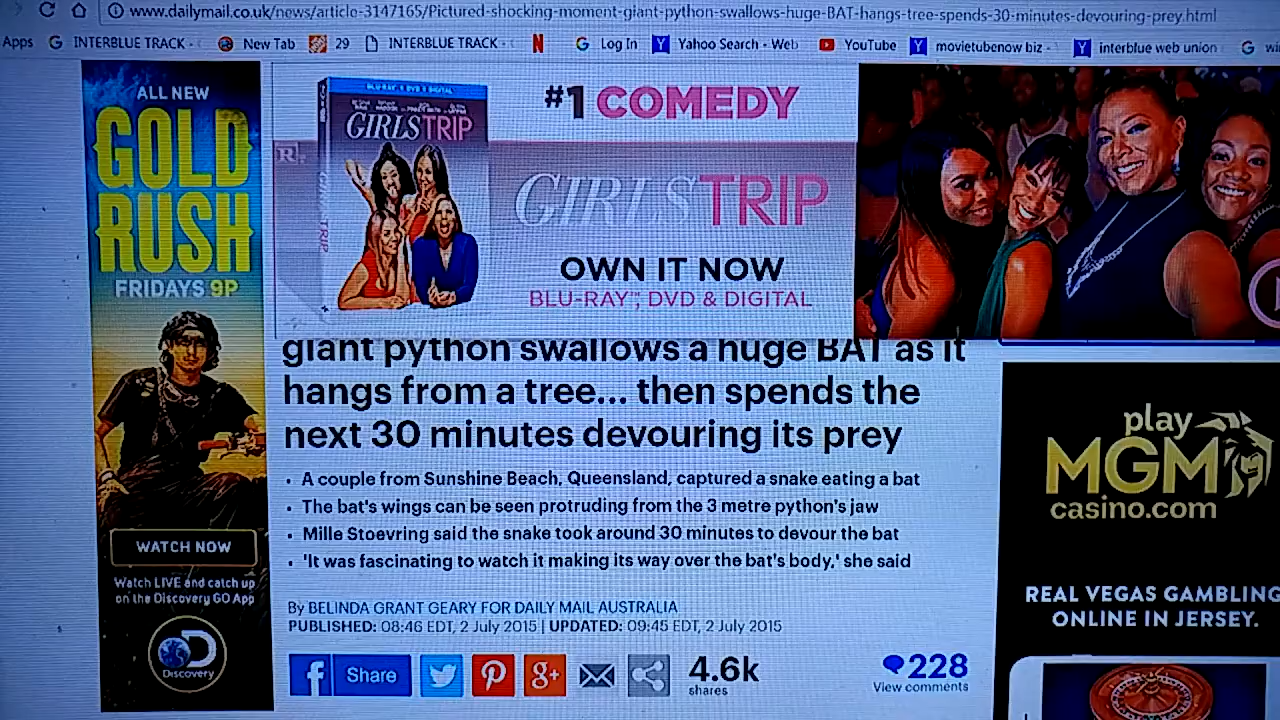 www.dailymail.co.uk/news/article-3147165/Pictured-shocking-moment-giant-python-swallows-huge-BAT-hangs-tree-spends-30-minutes-devouring-prey.html
Apps INTERBLUE TRACK - New Tab 29 INTERBLUE TRACK - Log In Yahoo Search - Web YouTube movietubenow biz - interblue web union
ALL NEW
GOLD
RUSH
FRIDAYS 9P
WATCH NOW
Watch LIVE and catch up
on the Discovery GO App
Discovery
BLU-RAY + DVD + DIGITAL
GIRLS TRIP
R
#1 COMEDY
GIRLS TRIP
OWN IT NOW
BLU-RAY™, DVD & DIGITAL
giant python swallows a huge BAT as it
hangs from a tree... then spends the
next 30 minutes devouring its prey
• A couple from Sunshine Beach, Queensland, captured a snake eating a bat
• The bat's wings can be seen protruding from the 3 metre python's jaw
• Mille Stoevring said the snake took around 30 minutes to devour the bat
• 'It was fascinating to watch it making its way over the bat's body,' she said
By BELINDA GRANT GEARY FOR DAILY MAIL AUSTRALIA
PUBLISHED: 08:46 EDT, 2 July 2015 | UPDATED: 09:45 EDT, 2 July 2015
f Share
g+
4.6k
shares
228
View comments
play
MGM
casino.com
REAL VEGAS GAMBLING
ONLINE IN JERSEY.